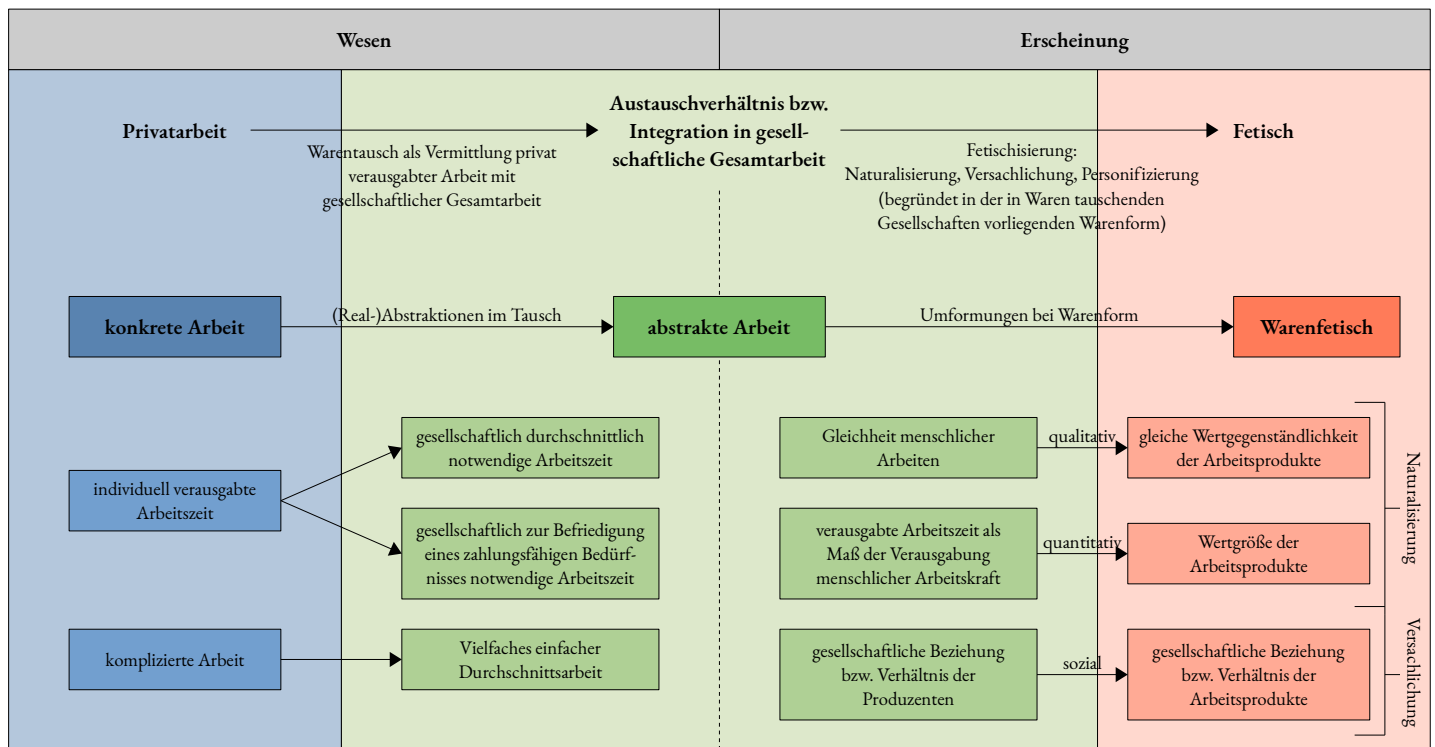 Wesen
Erscheinung
Privatarbeit
Warentausch als Vermittlung privat
verausgabter Arbeit mit
gesellschaftlicher Gesamtarbeit
Austauschverhältnis bzw.
Integration in gesell-
schaftliche Gesamtarbeit
Fetischisierung:
Naturalisierung, Versachlichung, Personifizierung
(begründet in der in Waren tauschenden
Gesellschaften vorliegenden Warenform)
Fetisch
konkrete Arbeit
(Real-)Abstraktionen im Tausch
abstrakte Arbeit
Umformungen bei Warenform
Warenfetisch
individuell verausgabte
Arbeitszeit
gesellschaftlich durchschnittlich
notwendige Arbeitszeit
gesellschaftlich zur Befriedigung
eines zahlungsfähigen Bedürf-
nisses notwendige Arbeitszeit
Gleichheit menschlicher
Arbeiten
qualitativ
gleiche Wertgegenständlichkeit
der Arbeitsprodukte
verausgabte Arbeitszeit als
Maß der Verausgabung
menschlicher Arbeitskraft
quantitativ
Wertgröße der
Arbeitsprodukte
Naturalisierung
komplizierte Arbeit
Vielfaches einfacher
Durchschnittsarbeit
gesellschaftliche Beziehung
bzw. Verhältnis der
Produzenten
sozial
gesellschaftliche Beziehung
bzw. Verhältnis der
Arbeitsprodukte
Versachlichung